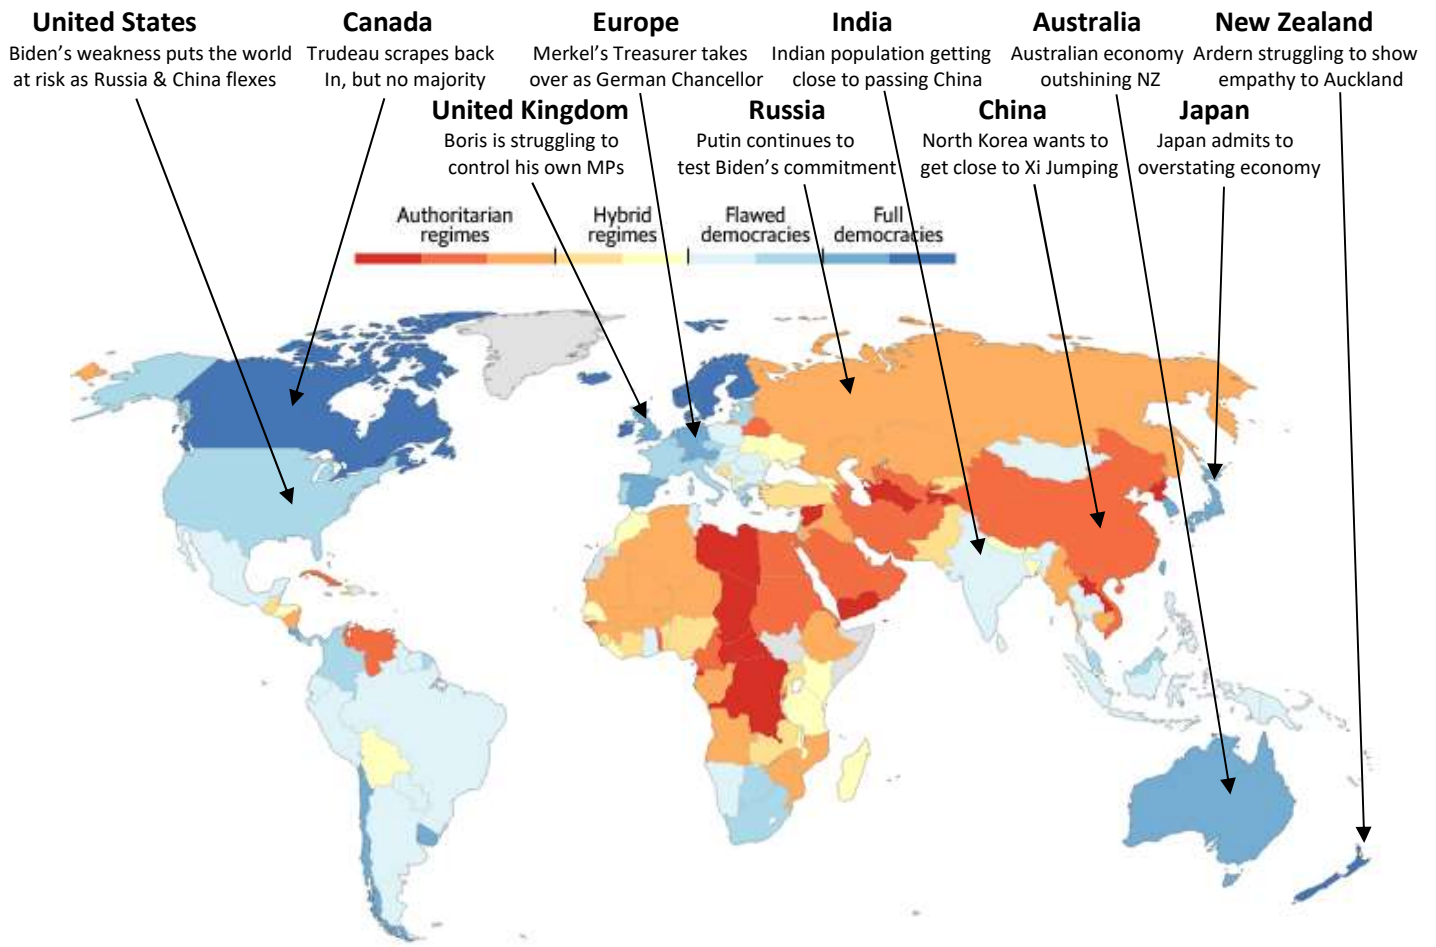 United States
Biden's weakness puts the world
at risk as Russia & China flexes
Canada
Trudeau scrapes back
In, but no majority
Europe
Merkel's Treasurer takes
over as German Chancellor
India
Indian population getting
close to passing China
Australia
Australian economy
outshining NZ
New Zealand
Ardern struggling to show
empathy to Auckland
United Kingdom
Boris is struggling to
control his own MPs
Russia
Putin continues to
test Biden's commitment
China
North Korea wants to
get close to Xi Jumping
Japan
Japan admits to
overstating economy
Authoritarian
regimes
Hybrid
regimes
Flawed
democracies
Full
democracies